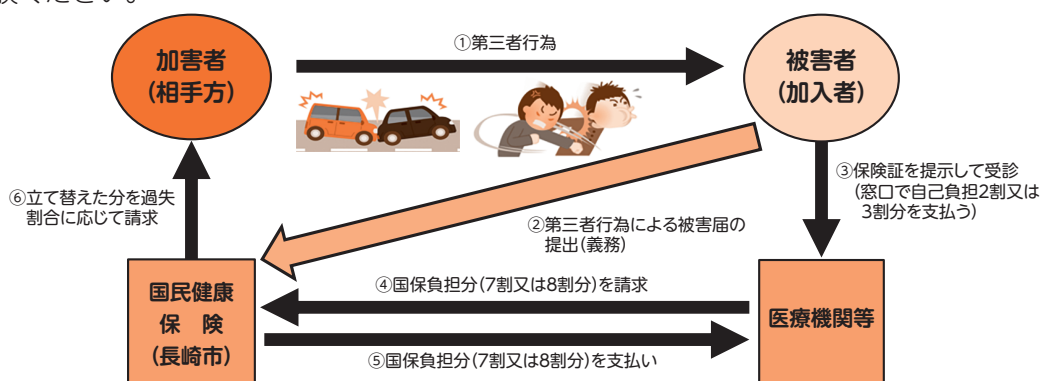 ください。
①第三者行為
加害者
(相手方)
被害者
(加入者)
③保険証を提示して受診
(窓口で自己負担2割又は
3割分を支払う)
⑥立て替えた分を過失
割合に応じて請求
②第三者行為による被害届の
提出(義務)
④国保負担分(7割又は8割分)を請求
国民健康
保 険
(長崎市)
医療機関等
⑤国保負担分(7割又は8割分)を支払い